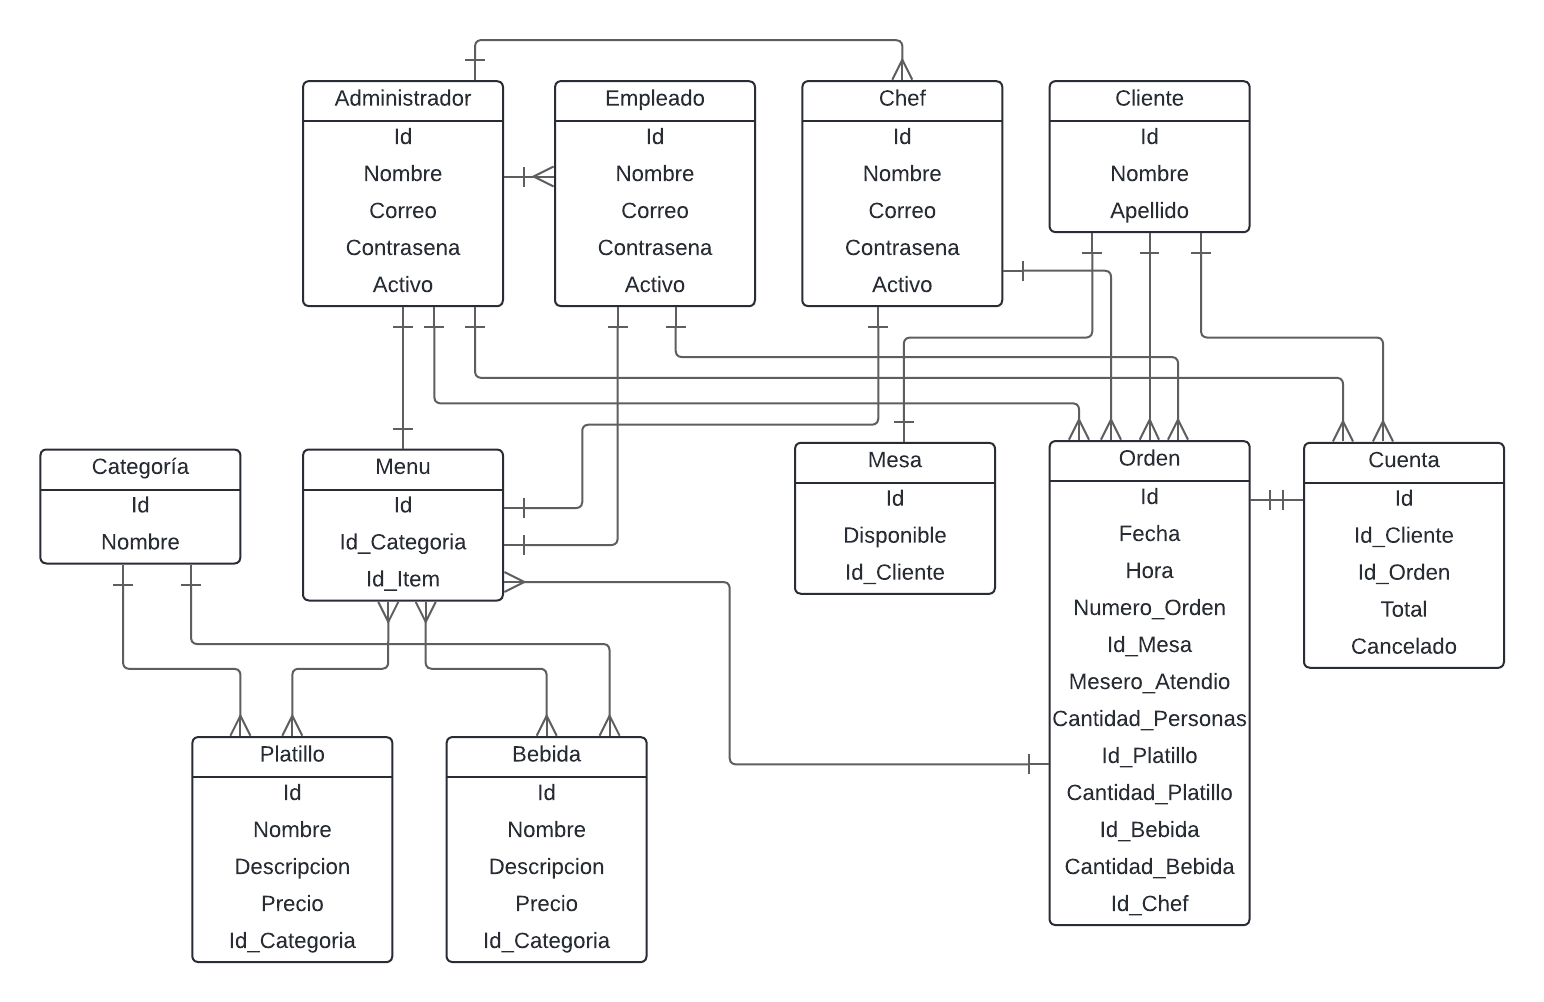 Administrador
Id
Nombre
Correo
Contrasena
Activo
Empleado
Id
Nombre
Correo
Contrasena
Activo
Chef
Id
Nombre
Correo
Contrasena
Activo
Cliente
Id
Nombre
Apellido
Categoría
Id
Nombre
Menu
Id
Id_Categoria
Id_Item
Mesa
Id
Disponible
Id_Cliente
Orden
Id
Fecha
Hora
Numero_Orden
Id_Mesa
Mesero_Atendio
Cantidad_Personas
Id_Platillo
Cantidad_Platillo
Id_Bebida
Cantidad_Bebida
Id_Chef
Cuenta
Id
Id_Cliente
Id_Orden
Total
Cancelado
Platillo
Id
Nombre
Descripcion
Precio
Id_Categoria
Bebida
Id
Nombre
Descripcion
Precio
Id_Categoria